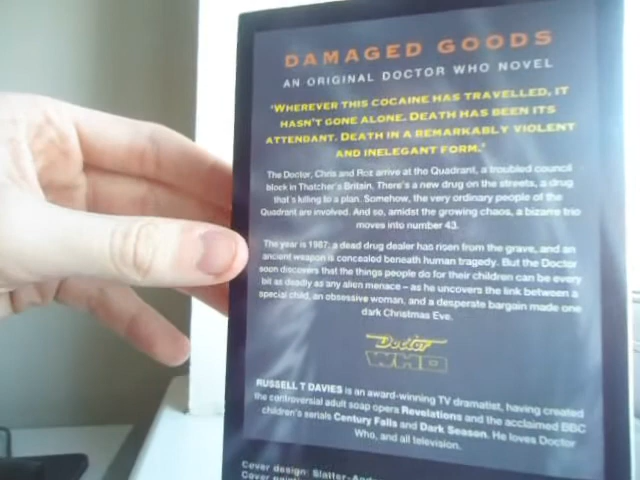 DAMAGED GOODS
AN ORIGINAL DOCTOR WHO NOVEL
"WHEREVER THIS COCAINE HAS TRAVELLED, IT
HASN'T GONE ALONE. DEATH HAS BEEN ITS
ATTENDANT. DEATH IN A REMARKABLY VIOLENT
AND INELEGANT FORM."
The Doctor, Chris and Roz arrive at the Quadrant, a troubled council
block in Thatcher's Britain. There's a new drug on the streets, a drug
that's killing to a plan. Somehow, the very ordinary people of the
Quadrant are involved. And so, amidst the growing chaos, a bizarre trio
moves into number 43.
The year is 1987: a dead drug dealer has risen from the grave, and an
ancient weapon is concealed beneath human tragedy. But the Doctor
soon discovers that the things people do for their children can be every
bit as deadly as any alien menace – as he uncovers the link between a
special child, an obsessive woman, and a desperate bargain made one
dark Christmas Eve.
Doctor
WHO
RUSSELL T DAVIES is an award-winning TV dramatist, having created
the controversial adult soap opera Revelations and the acclaimed BBC
children's serials Century Falls and Dark Season. He loves Doctor
Who, and all television.
Cover design: Slatter-And
Cover